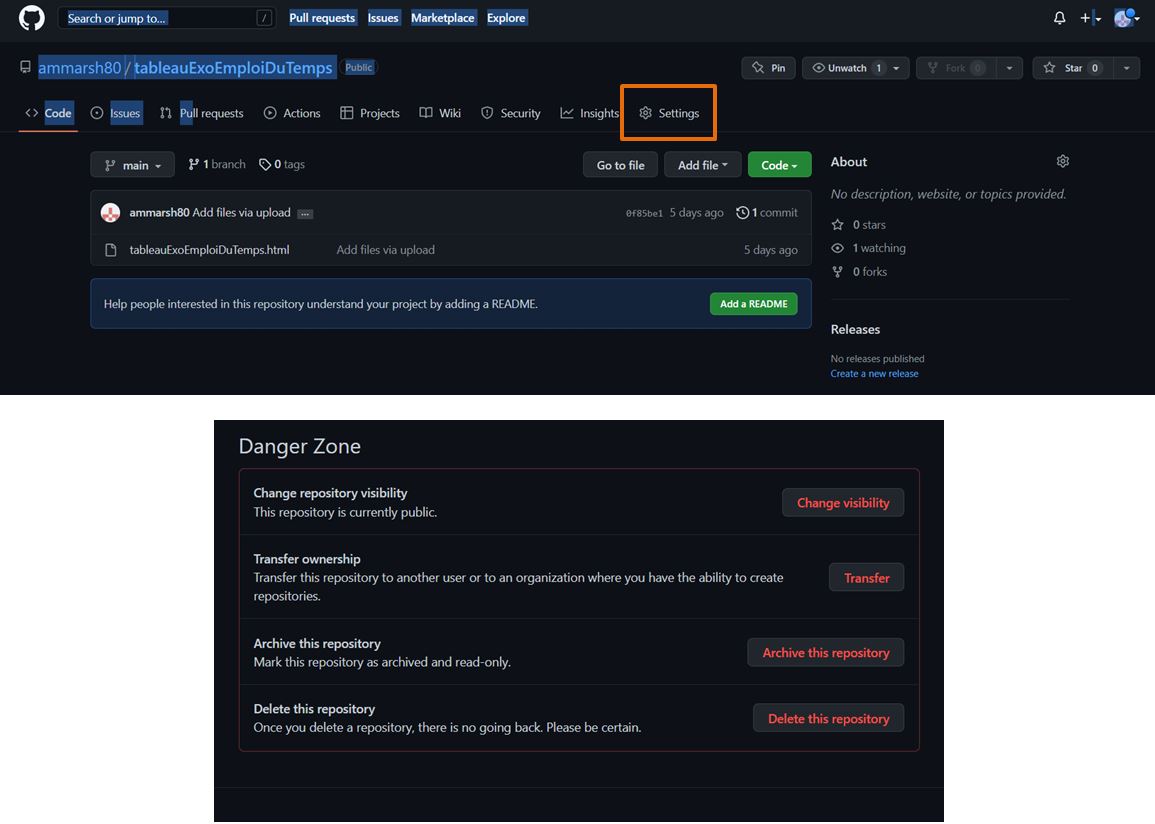 Search or jump to... /
Pull requests Issues Marketplace Explore
ammarsh80 / tableauExoEmploiDuTemps Public
Pin Unwatch 1 Fork 0 Star 0
Code Issues Pull requests Actions Projects Wiki Security Insights Settings
main 1 branch 0 tags Go to file Add file Code
ammarsh80 Add files via upload ... 0f85be1 5 days ago 1 commit
tableauExoEmploiDuTemps.html Add files via upload 5 days ago
Help people interested in this repository understand your project by adding a README. Add a README
About
No description, website, or topics provided.
0 stars
1 watching
0 forks
Releases
No releases published
Create a new release
Danger Zone
Change repository visibility
This repository is currently public.
Change visibility
Transfer ownership
Transfer this repository to another user or to an organization where you have the ability to create
repositories.
Transfer
Archive this repository
Mark this repository as archived and read-only.
Archive this repository
Delete this repository
Once you delete a repository, there is no going back. Please be certain.
Delete this repository